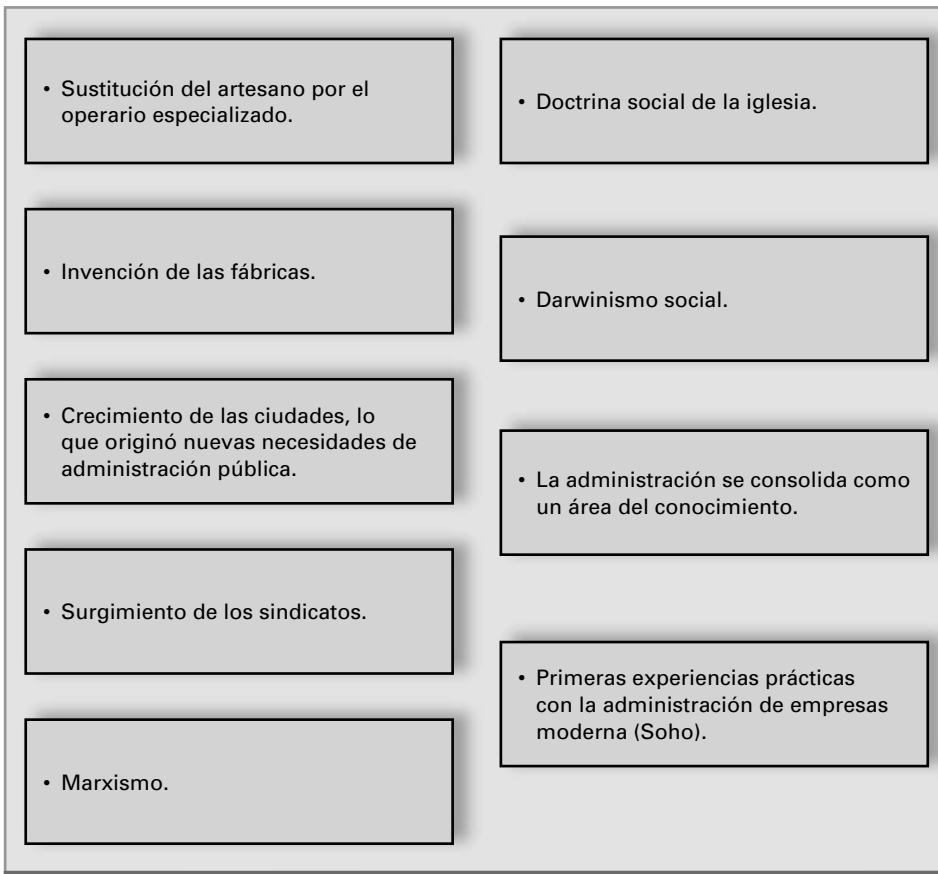 • Sustitución del artesano por el
operario especializado.
• Invención de las fábricas.
• Crecimiento de las ciudades, lo
que originó nuevas necesidades de
administración pública.
• Surgimiento de los sindicatos.
• Marxismo.
• Doctrina social de la iglesia.
• Darwinismo social.
• La administración se consolida como
un área del conocimiento.
• Primeras experiencias prácticas
con la administración de empresas
moderna (Soho).